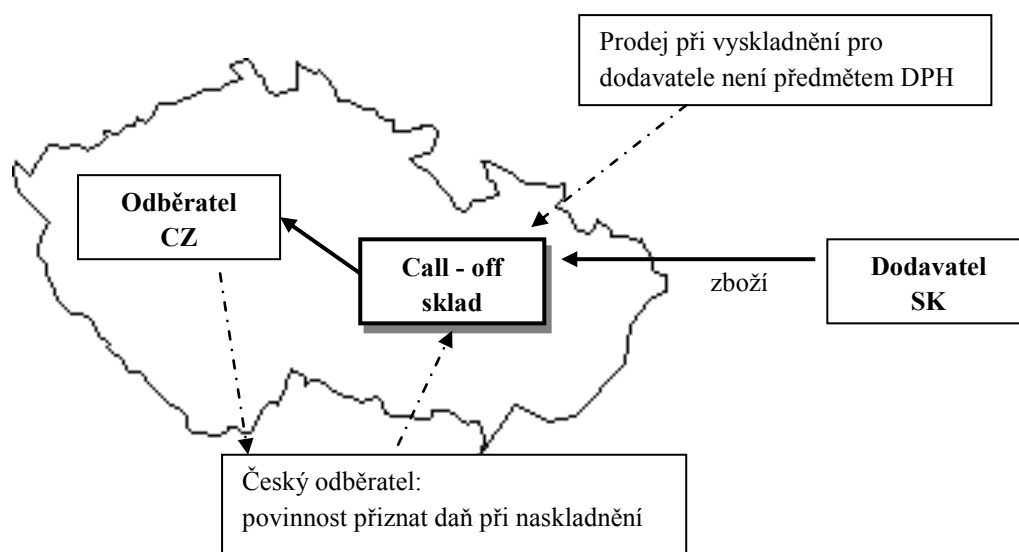 Prodej při vyskladnění pro
dodavatele není předmětem DPH
Odběratel
CZ
Call - off
sklad
zboží
Dodavatel
SK
Český odběratel:
povinnost přiznat daň při naskladnění